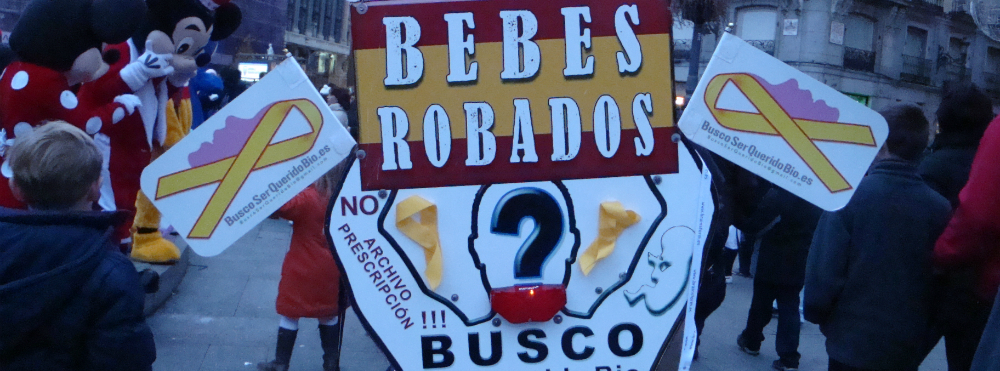 BEBES
ROBADOS
BuscoSerQueridoBio.es
BuscoSerQueridoBio.es
NO
ARCHIVO
PRESCRIPCIÓN
!!!
?
BUSCO